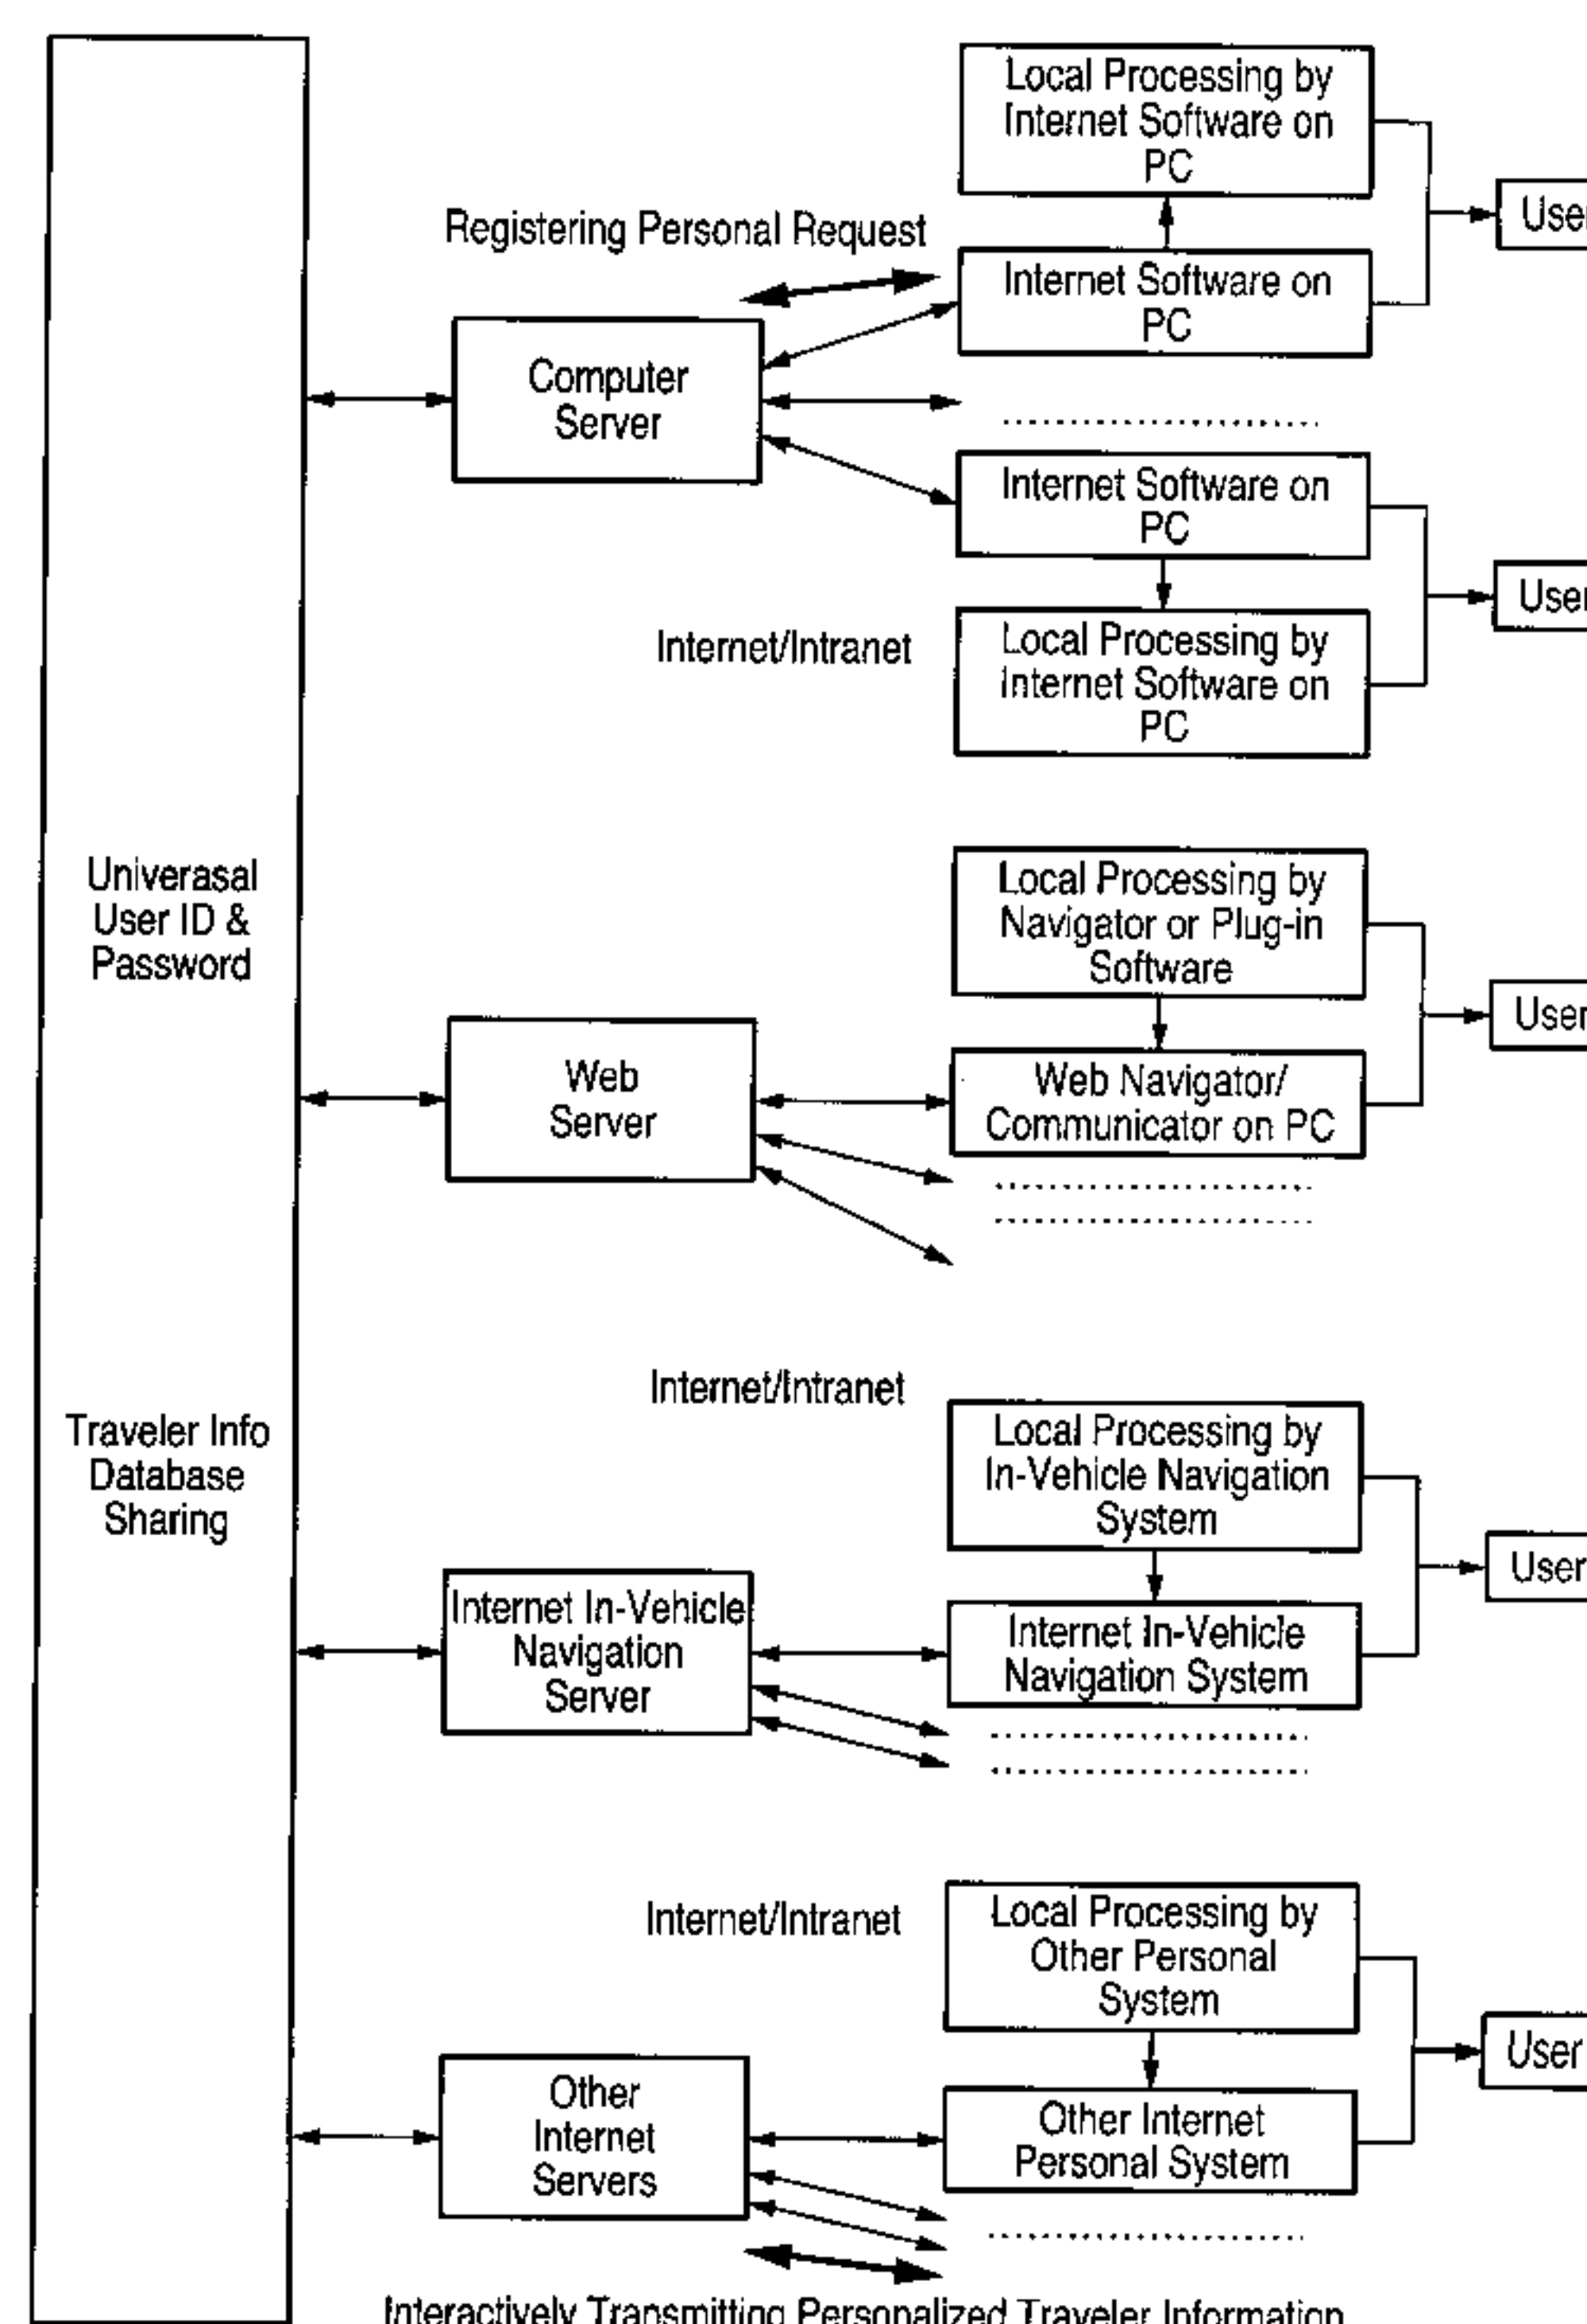 Local Processing by
Internet Software on
PC
User
Registering Personal Request
Internet Software on
PC
Computer
Server
Internet Software on
PC
User
Internet/Intranet
Local Processing by
Internet Software on
PC
Univerasal
User ID &
Password
Local Processing by
Navigator or Plug-in
Software
User
Web
Server
Web Navigator/
Communicator on PC
Internet/Intranet
Traveler Info
Database
Sharing
Local Processing by
In-Vehicle Navigation
System
User
Internet In-Vehicle
Navigation
Server
Internet In-Vehicle
Navigation System
Internet/Intranet
Local Processing by
Other Personal
System
User
Other
Internet
Servers
Other Internet
Personal System
Interactively Transmitting Personalized Traveler Information